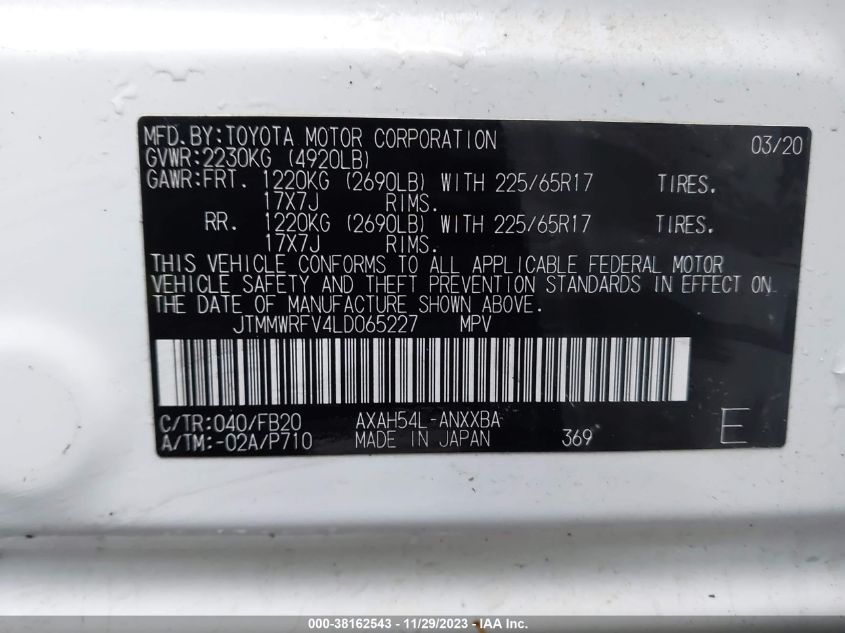 MFD.BY:TOYOTA MOTOR CORPORATION 03/20
GVWR:2230KG (4920LB)
GAWR:FRT. 1220KG (2690LB) WITH 225/65R17 TIRES.
17X7J RIMS.
RR. 1220KG (2690LB) WITH 225/65R17 TIRES.
17X7J RIMS.
THIS VEHICLE CONFORMS TO ALL APPLICABLE FEDERAL MOTOR
VEHICLE SAFETY AND THEFT PREVENTION STANDARDS IN EFFECT ON
THE DATE OF MANUFACTURE SHOWN ABOVE.
JTMMWRFV4LD065227 MPV
C/TR:040/FB20 AXAH54L-ANXXBA
A/TM:-02A/P710 MADE IN JAPAN 369 E
000-38162543 - 11/29/2023 - IAA Inc.